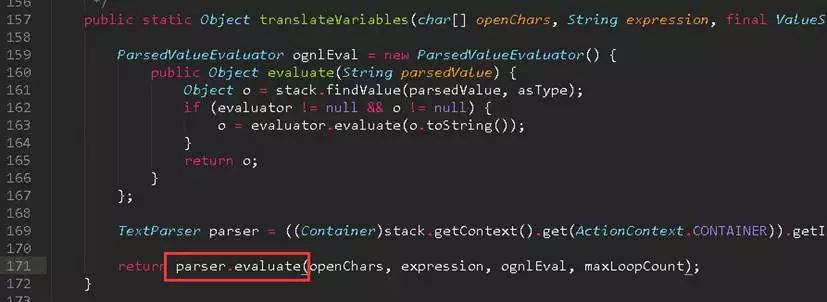 156 */
157 public static Object translateVariables(char[] openChars, String expression, final ValueS
158
159 ParsedValueEvaluator ognlEval = new ParsedValueEvaluator() {
160 public Object evaluate(String parsedValue) {
161 Object o = stack.findValue(parsedValue, asType);
162 if (evaluator != null && o != null) {
163 o = evaluator.evaluate(o.toString());
164 }
165 return o;
166 }
167 };
168
169 TextParser parser = ((Container)stack.getContext().get(ActionContext.CONTAINER)).getI
170
171 return parser.evaluate(openChars, expression, ognlEval, maxLoopCount);
172 }
173